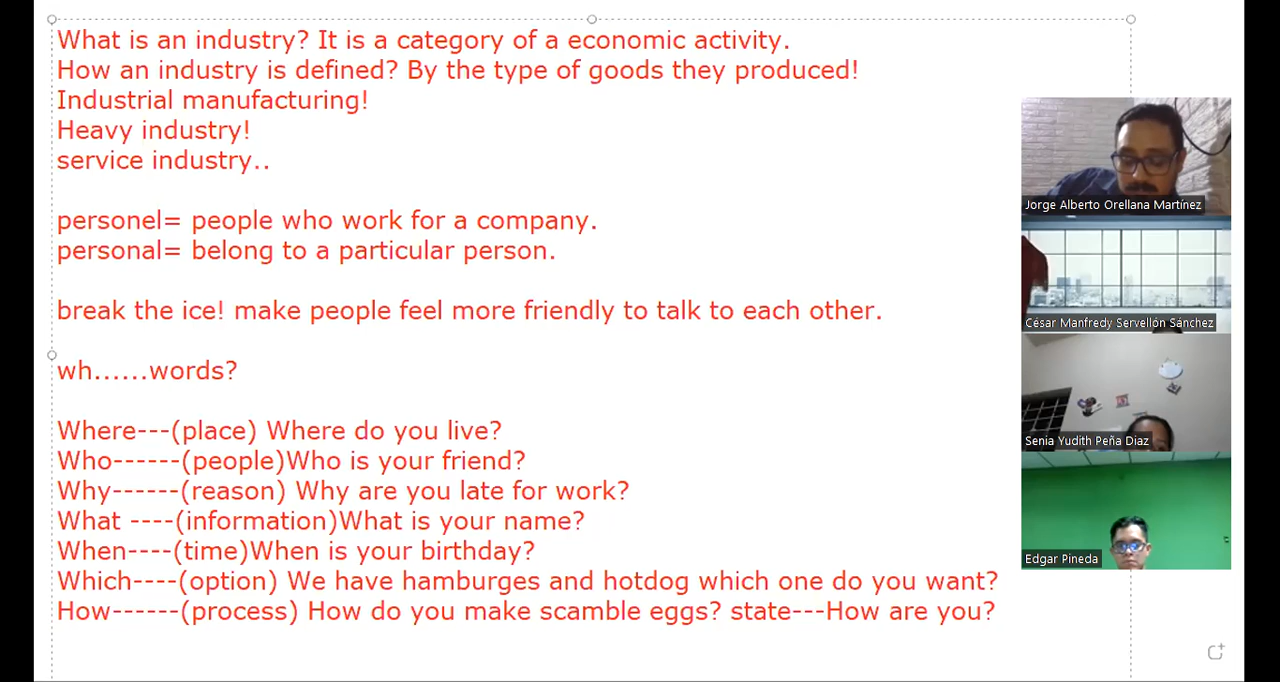 What is an industry? It is a category of a economic activity.
How an industry is defined? By the type of goods they produced!
Industrial manufacturing!
Heavy industry!
service industry..
personel= people who work for a company.
personal= belong to a particular person.
break the ice! make people feel more friendly to talk to each other.
wh......words?
Where---(place) Where do you live?
Who------(people)Who is your friend?
Why------(reason) Why are you late for work?
What ----(information)What is your name?
When----(time)When is your birthday?
Which----(option) We have hamburges and hotdog which one do you want?
How------(process) How do you make scamble eggs? state---How are you?
Jorge Alberto Orellana Martínez
César Manfredy Servellón Sánchez
Senia Yudith Peña Diaz
Edgar Pineda